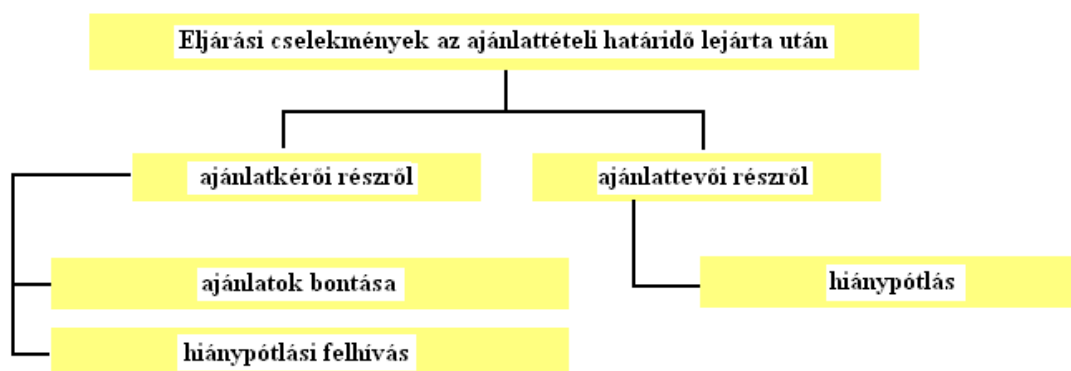 Eljárási cselekmények az ajánlattételi határidő lejárta után
ajánlatkérői részről
ajánlattevői részről
ajánlatok bontása
hiánypótlás
hiánypótlási felhívás